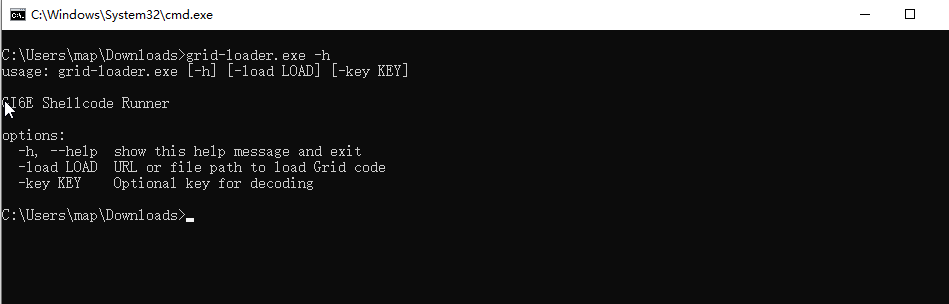 C:\Windows\System32\cmd.exe
C:\Users\map\Downloads>grid-loader.exe -h
usage: grid-loader.exe [-h] [-load LOAD] [-key KEY]
GI6E Shellcode Runner
options:
  -h, --help  show this help message and exit
  -load LOAD  URL or file path to load Grid code
  -key KEY    Optional key for decoding
C:\Users\map\Downloads>